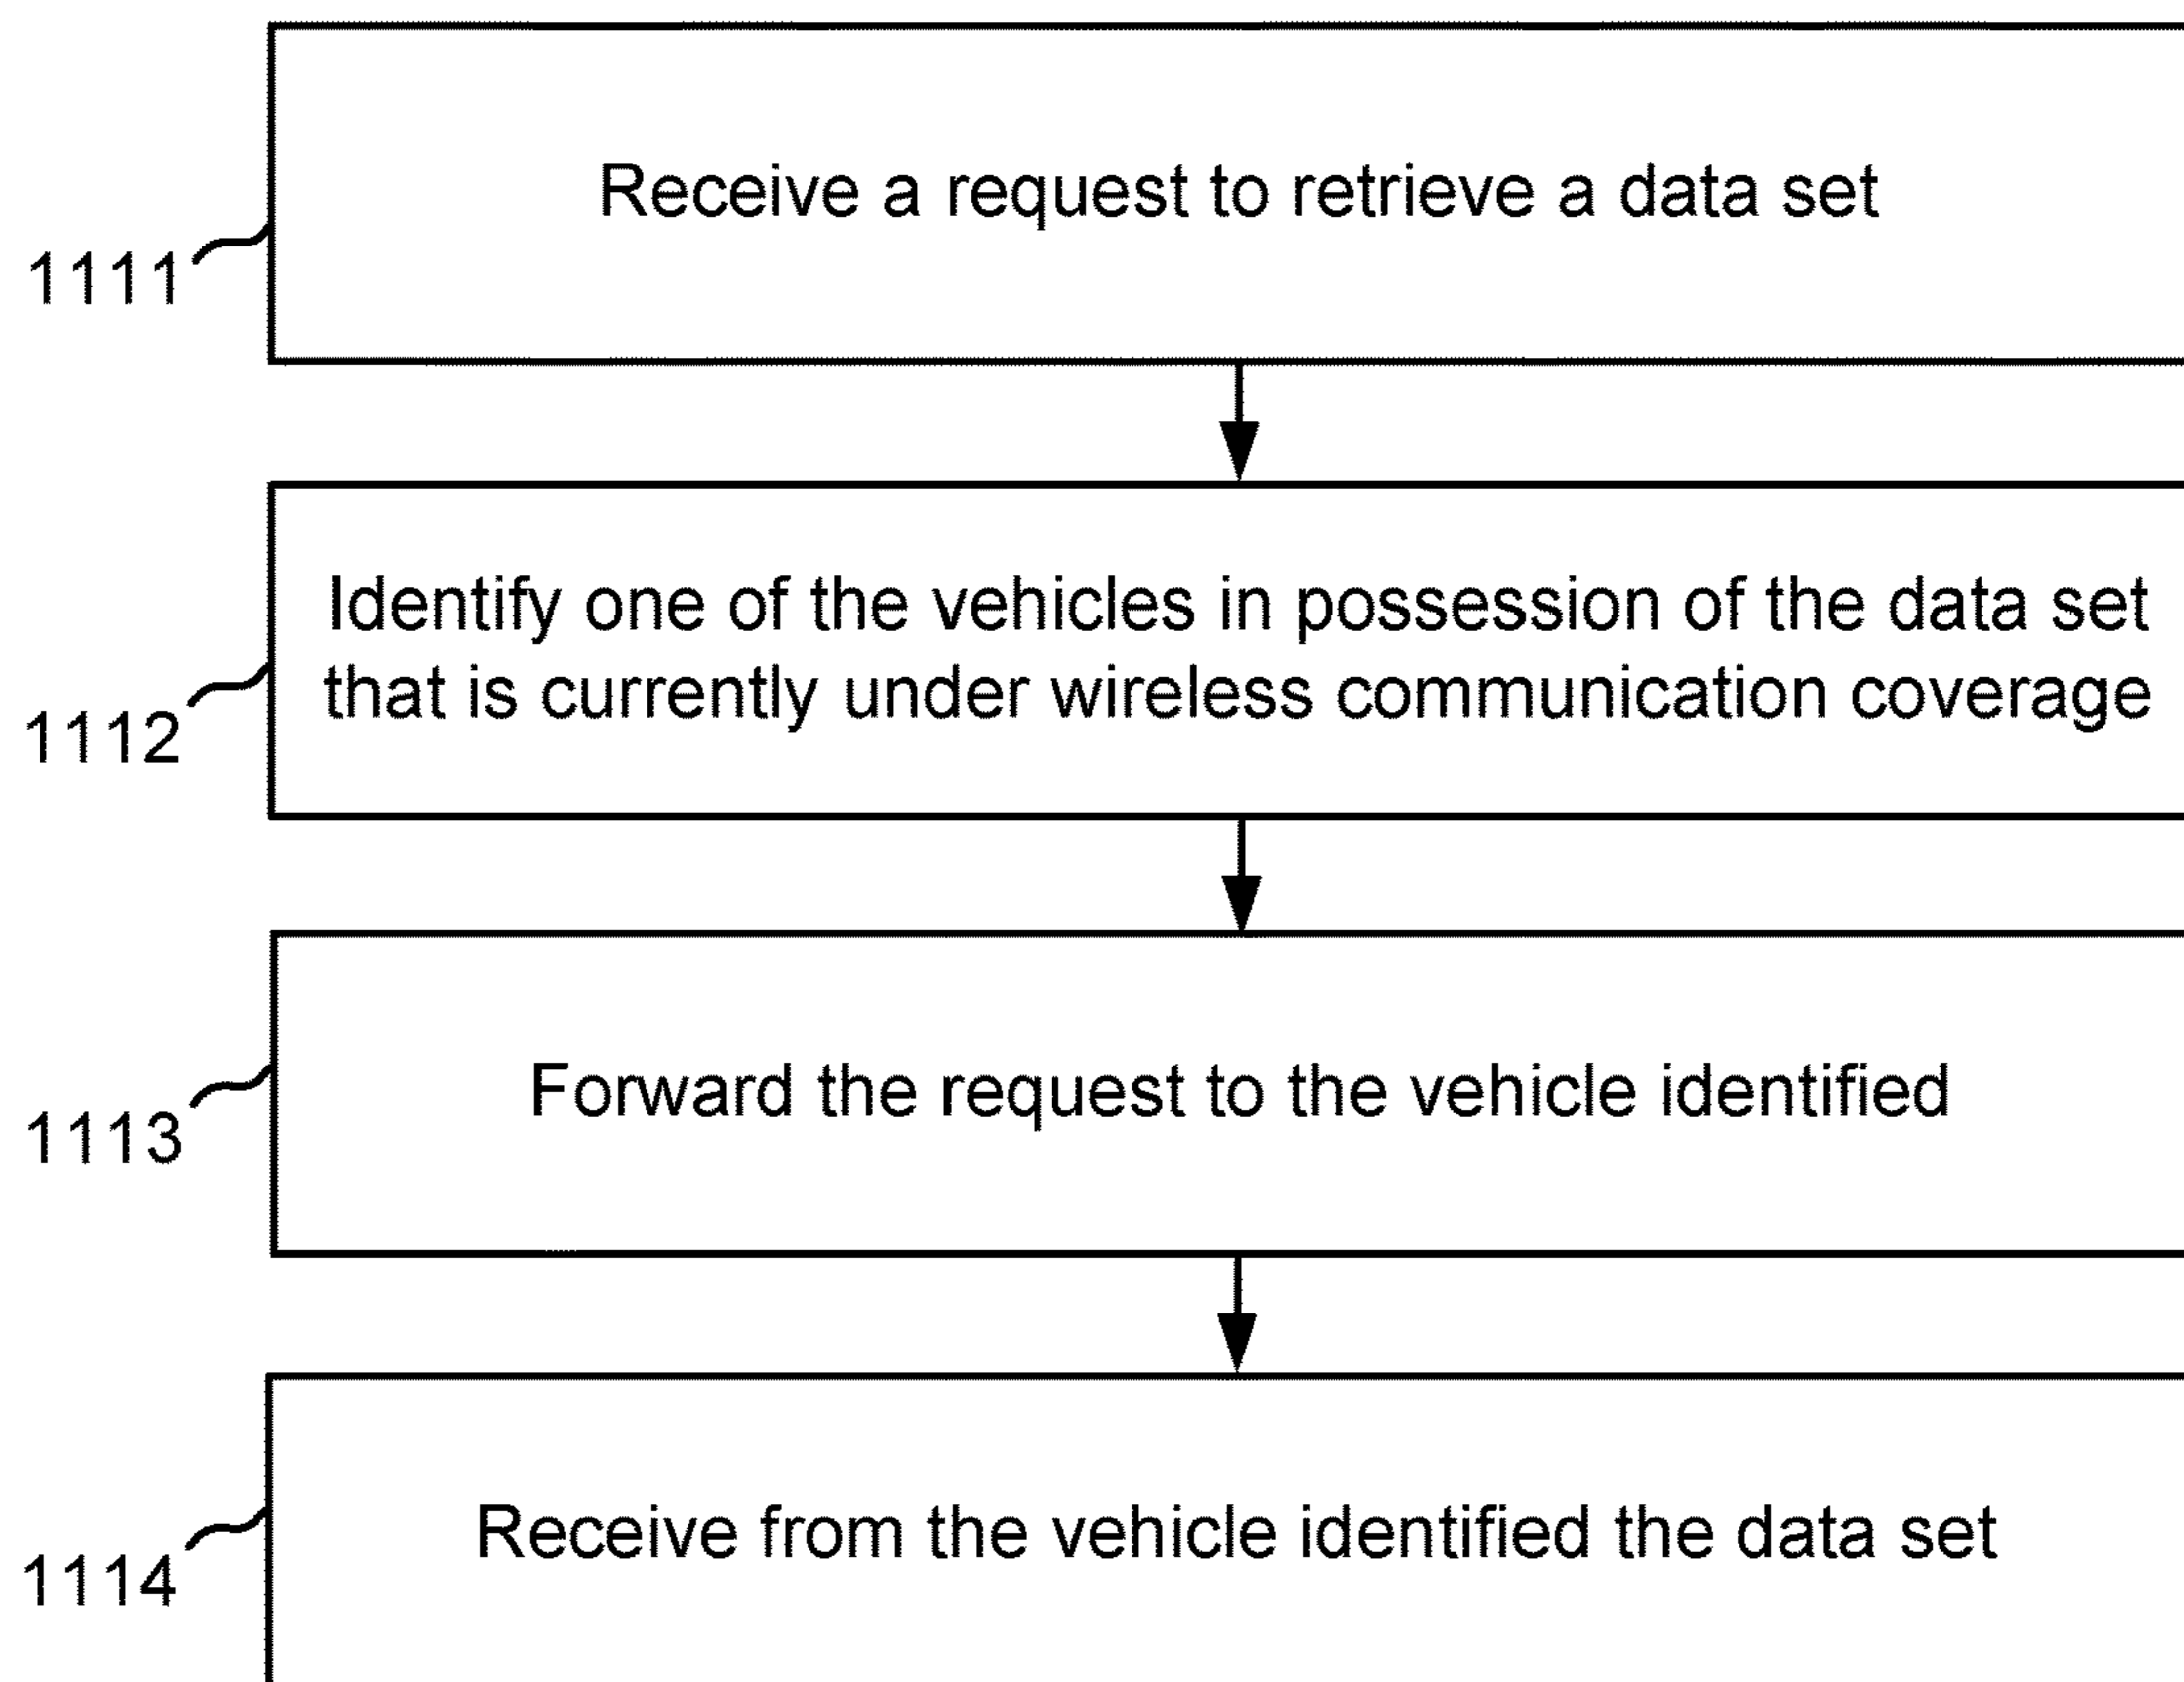 Receive a request to retrieve a data set
1111
Identify one of the vehicles in possession of the data set
that is currently under wireless communication coverage
1112
Forward the request to the vehicle identified
1113
Receive from the vehicle identified the data set
1114